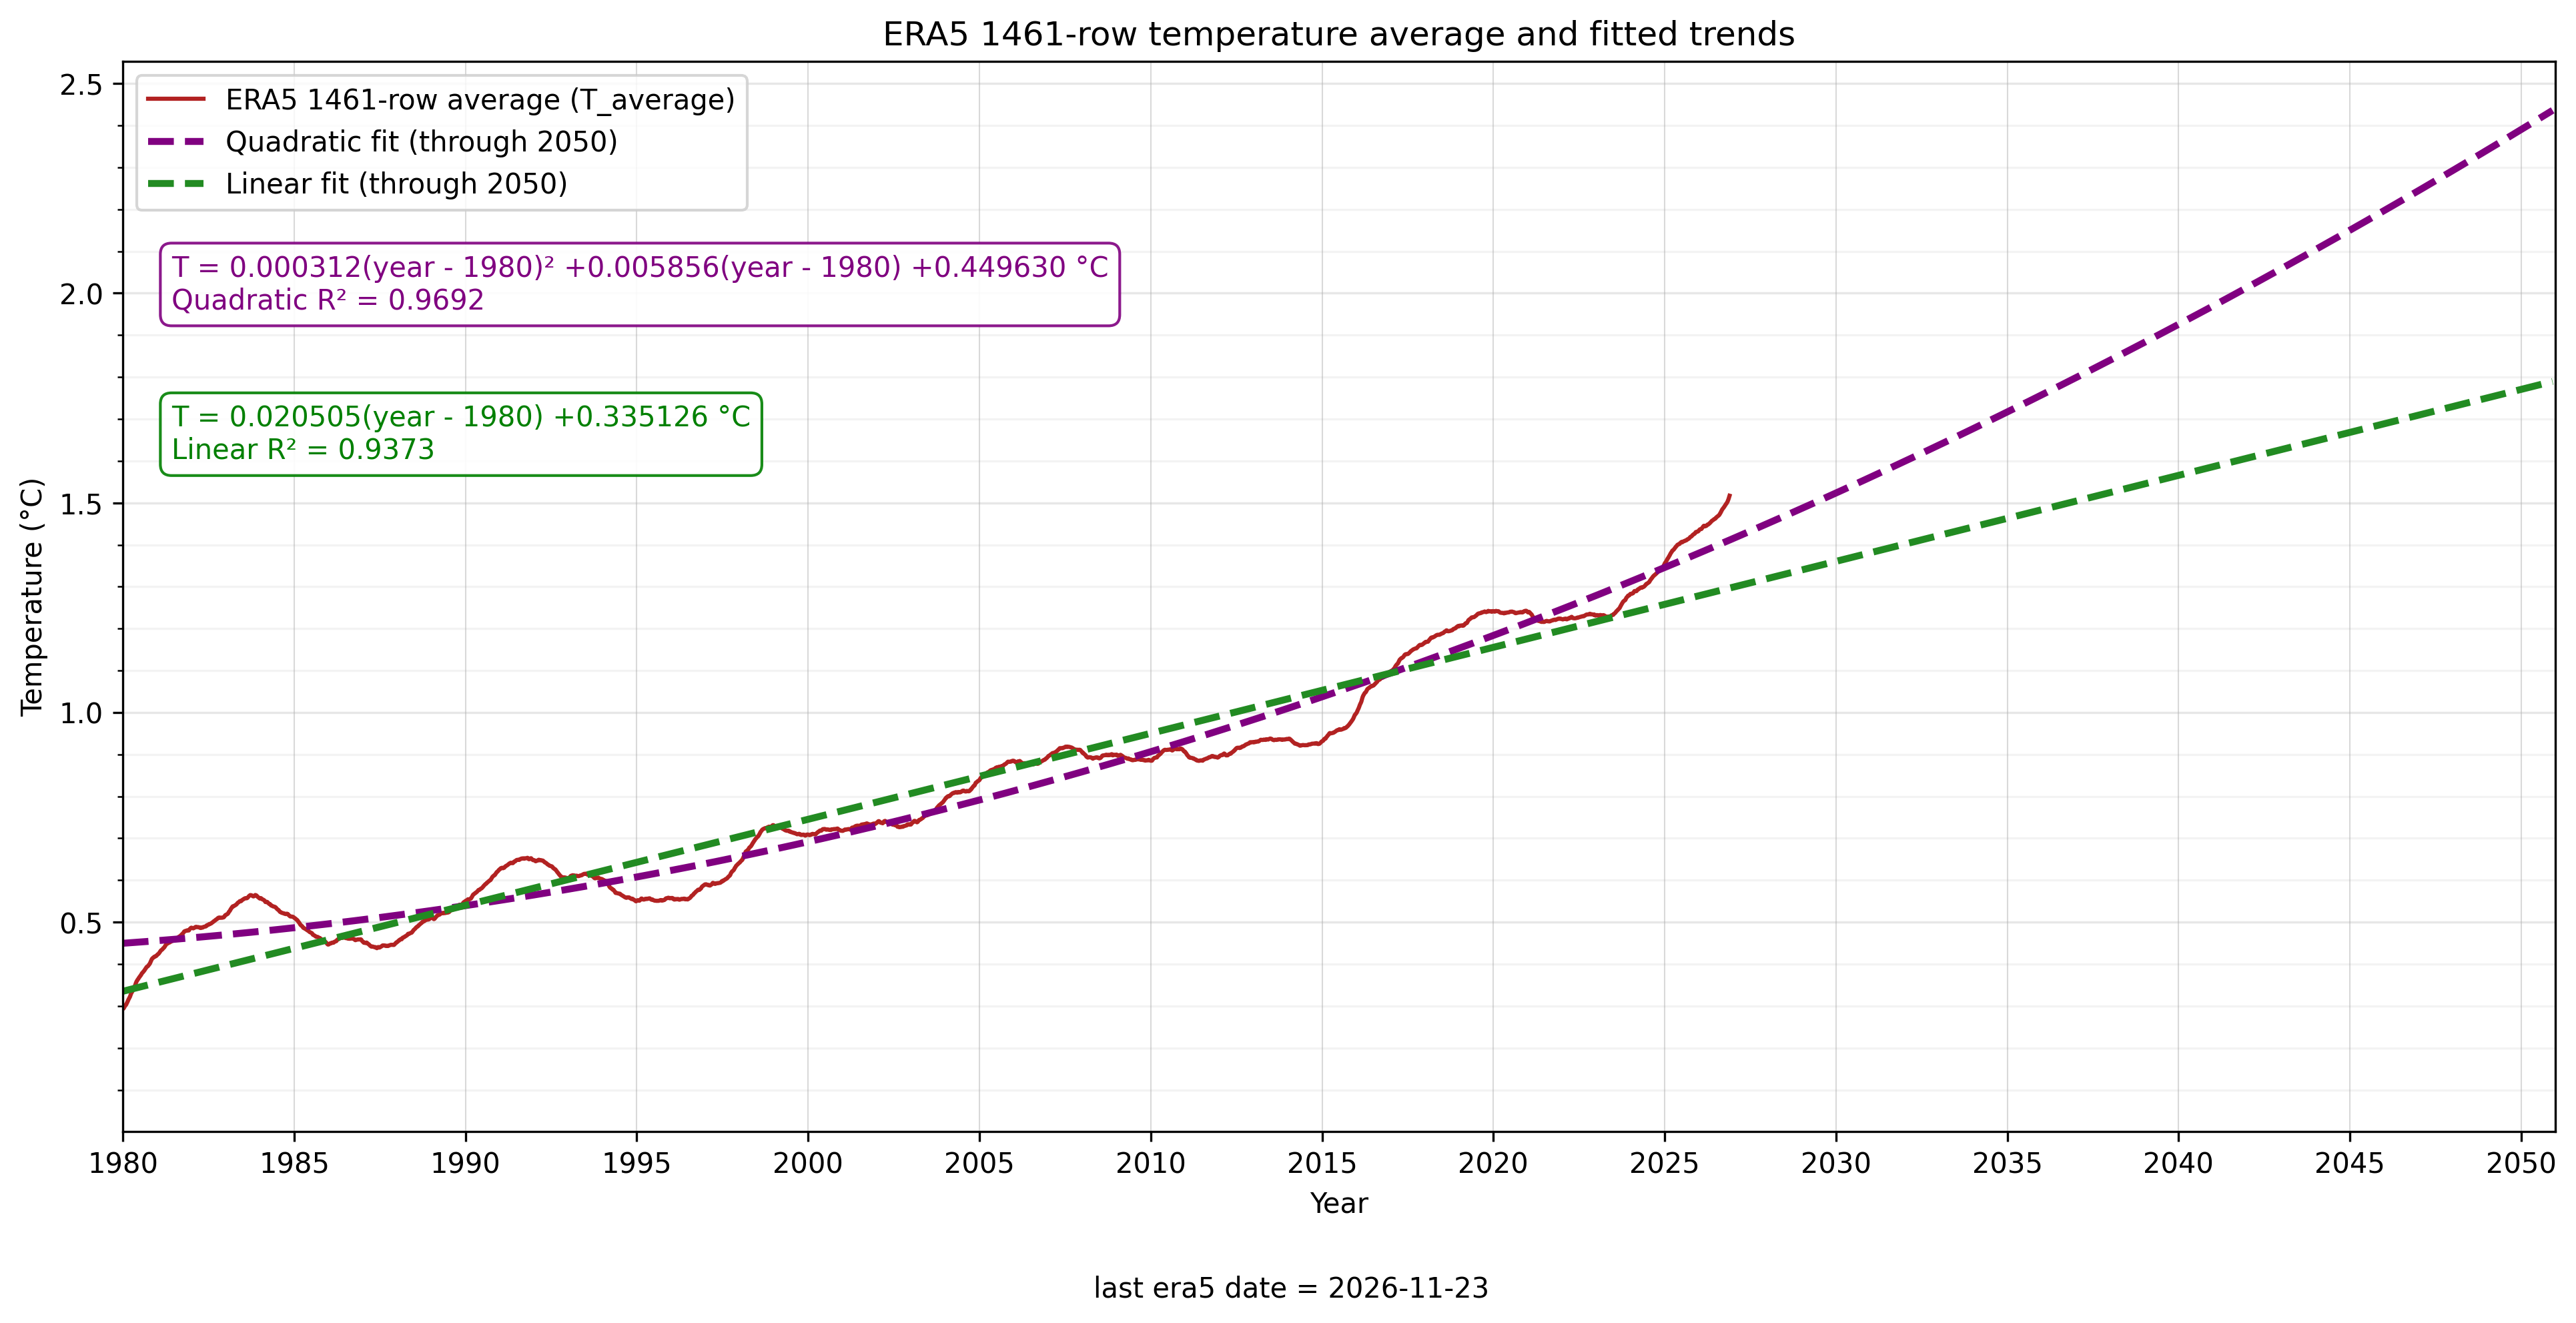 ERA5 1461-row temperature average and fitted trends
ERA5 1461-row average (T_average)
Quadratic fit (through 2050)
Linear fit (through 2050)
T = 0.000312(year - 1980)² +0.005856(year - 1980) +0.449630 °C
Quadratic R² = 0.9692
T = 0.020505(year - 1980) +0.335126 °C
Linear R² = 0.9373
Temperature (°C)
2.5
2.0
1.5
1.0
0.5
1980 1985 1990 1995 2000 2005 2010 2015 2020 2025 2030 2035 2040 2045 2050
Year
last era5 date = 2026-11-23